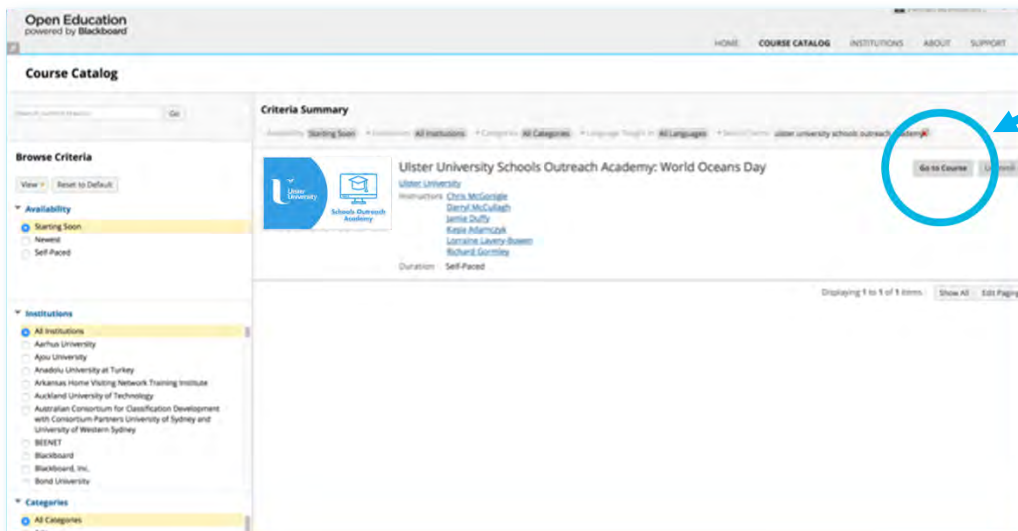 Open Education
powered by Blackboard
HOME COURSE CATALOG INSTITUTIONS ABOUT SUPPORT
Course Catalog
Go
Criteria Summary
Availability: Starting Soon Institutions: All Institutions Categories: All Categories Language Taught In: All Languages ulster university schools outreach academy
Browse Criteria
View Reset to Default
Availability
Starting Soon
Newest
Self-Paced
Ulster University
Schools Outreach Academy
Ulster University Schools Outreach Academy: World Oceans Day
Go to Course
Ulster University
Instructors Chris McGonigle
Darryl McCullagh
Jamie Duffy
Kasia Adamczyk
Lorraine Lavery-Bowen
Richard Gormley
Duration Self-Paced
Displaying 1 to 1 of 1 items Show All Edit Paging
Institutions
All Institutions
Aarhus University
Ajou University
Anadolu University at Turkey
Arkansas Home Visiting Network Training Institute
Auckland University of Technology
Australian Consortium for Classification Development
with Consortium Partners University of Sydney and
University of Western Sydney
BEENET
Blackboard
Blackboard, Inc.
Bond University
Categories
All Categories